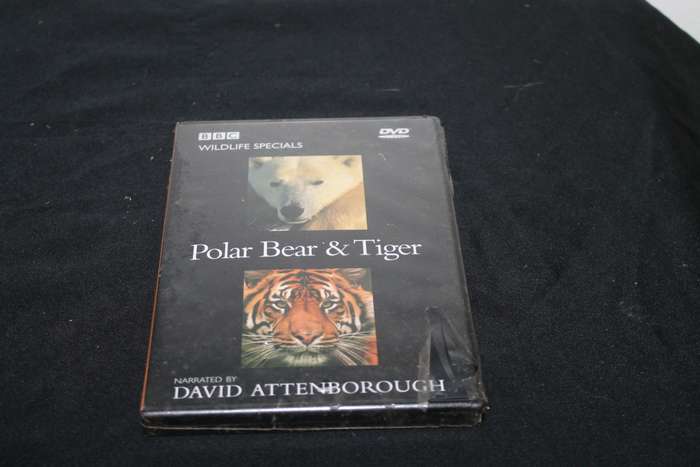 BBC
DVD
WILDLIFE SPECIALS
Polar Bear & Tiger
NARRATED BY
DAVID ATTENBOROUGH